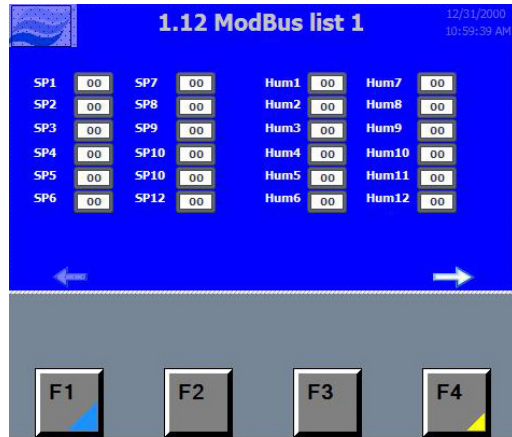 1.12 ModBus list 1
12/31/2000
10:59:39 AM
SP1 00 SP7 00 Hum1 00 Hum7 00
SP2 00 SP8 00 Hum2 00 Hum8 00
SP3 00 SP9 00 Hum3 00 Hum9 00
SP4 00 SP10 00 Hum4 00 Hum10 00
SP5 00 SP10 00 Hum5 00 Hum11 00
SP6 00 SP12 00 Hum6 00 Hum12 00
F1 F2 F3 F4